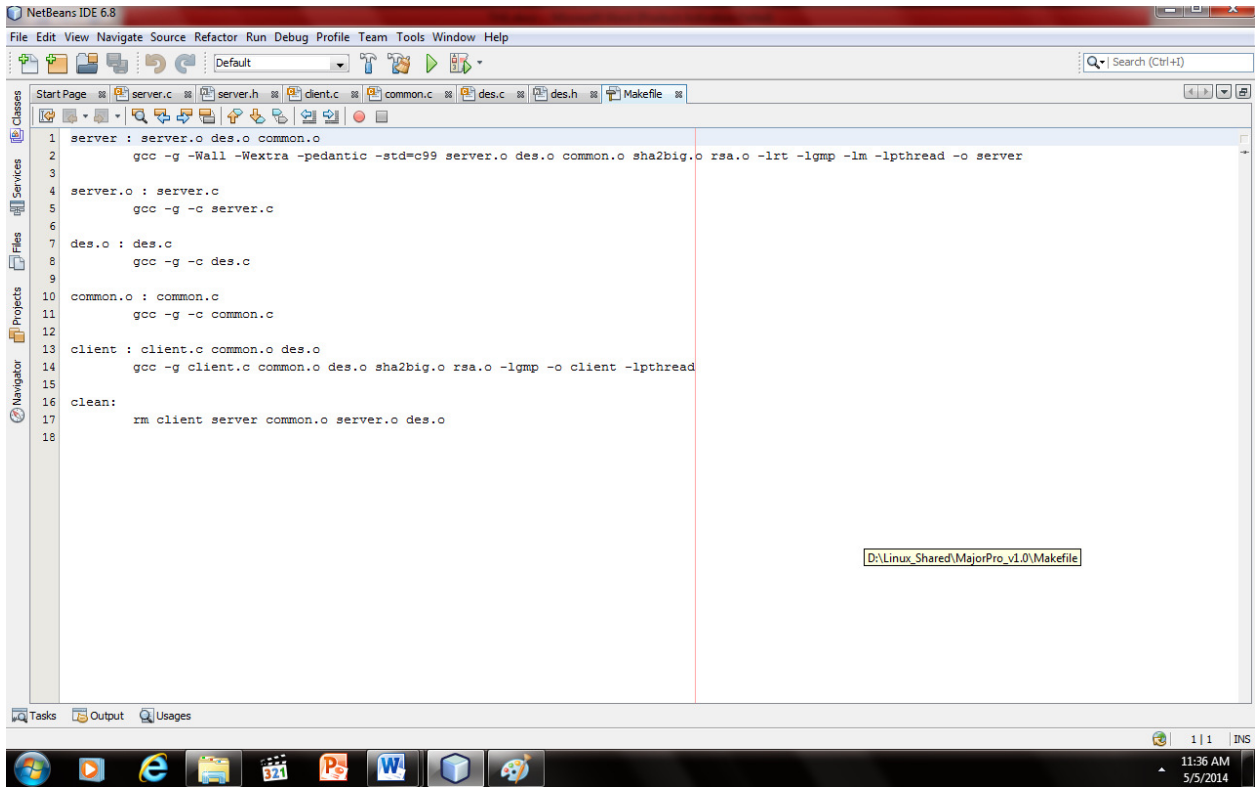 NetBeans IDE 6.8
File Edit View Navigate Source Refactor Run Debug Profile Team Tools Window Help
Default
Search (Ctrl+I)
Start Page server.c server.h client.c common.c des.c des.h Makefile
Classes
Services
Files
Projects
Navigator
1 server : server.o des.o common.o
2 gcc -g -Wall -Wextra -pedantic -std=c99 server.o des.o common.o sha2big.o rsa.o -lrt -lgmp -lm -lpthread -o server
3
4 server.o : server.c
5 gcc -g -c server.c
6
7 des.o : des.c
8 gcc -g -c des.c
9
10 common.o : common.c
11 gcc -g -c common.c
12
13 client : client.c common.o des.o
14 gcc -g client.c common.o des.o sha2big.o rsa.o -lgmp -o client -lpthread
15
16 clean:
17 rm client server common.o server.o des.o
18
D:\Linux_Shared\MajorPro_v1.0\Makefile
Tasks Output Usages
1 | 1 INS
321
P
W
11:36 AM
5/5/2014